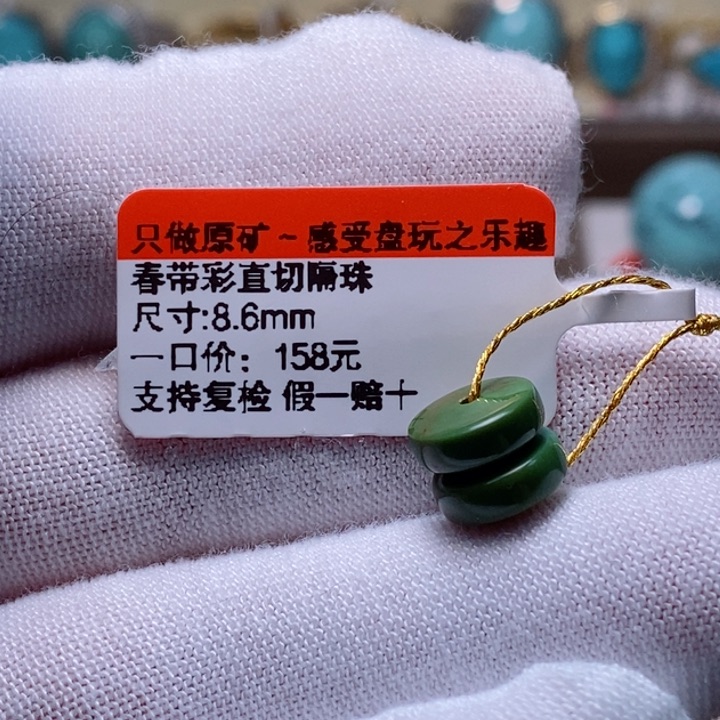 只做原矿~感受盘玩之乐趣
春带彩直切隔珠
尺寸:8.6mm
一口价：158元
支持复检 假一赔十